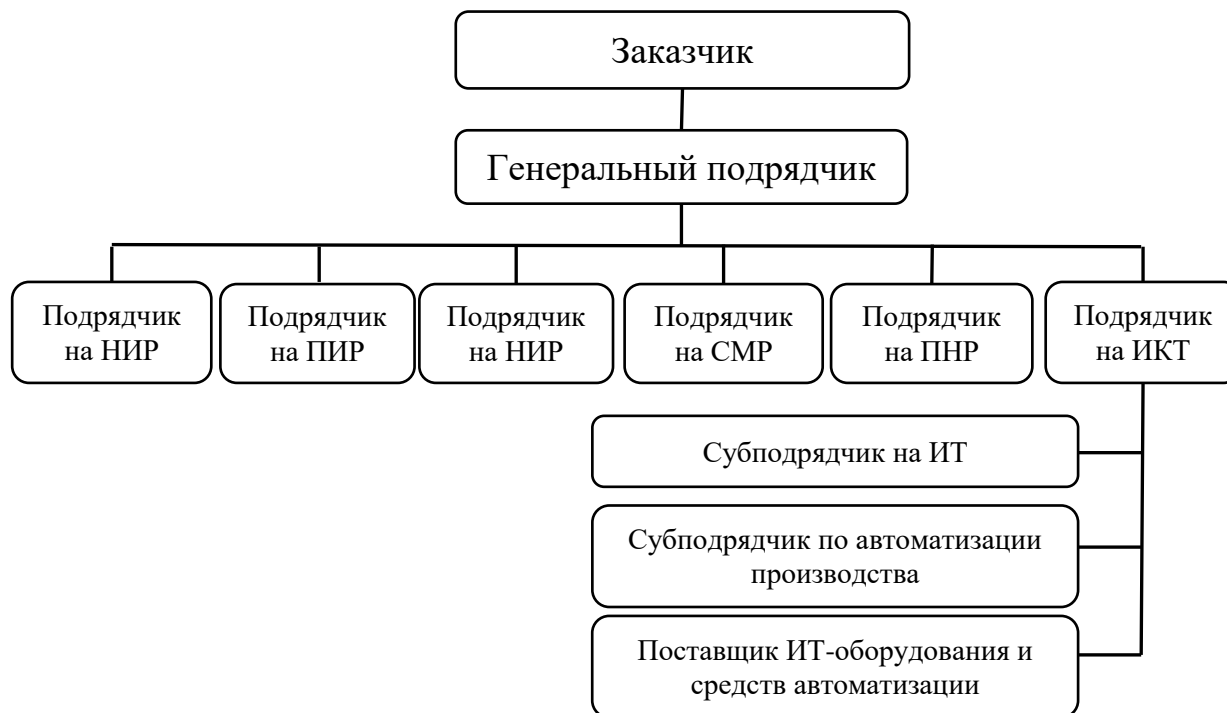 Заказчик
Генеральный подрядчик
Подрядчик
на НИР
Подрядчик
на ПИР
Подрядчик
на НИР
Подрядчик
на СМР
Подрядчик
на ПНР
Подрядчик
на ИКТ
Субподрядчик на ИТ
Субподрядчик по автоматизации
производства
Поставщик ИТ-оборудования и
средств автоматизации